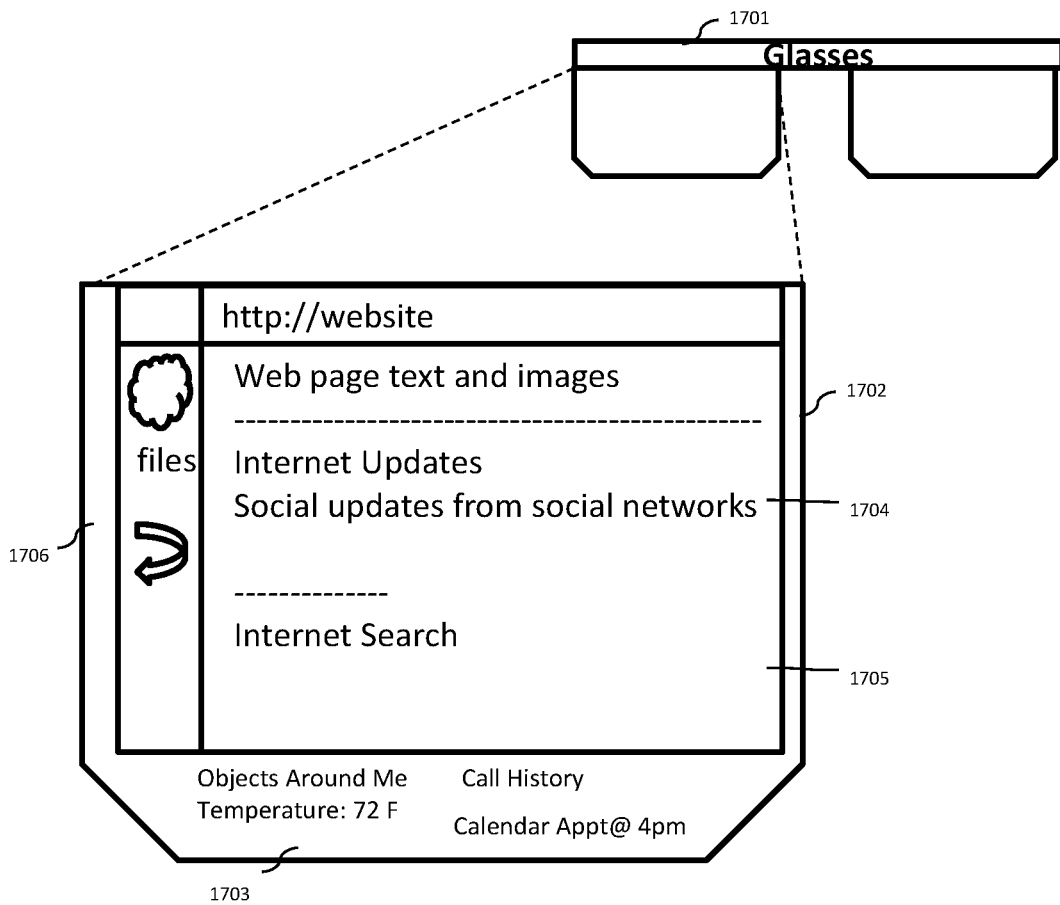 1701
Glasses
http://website
Web page text and images
1702
----------------------------------------------
files
Internet Updates
Social updates from social networks
1704
1706
--------------
Internet Search
1705
Objects Around Me
Call History
Temperature: 72 F
Calendar Appt@ 4pm
1703